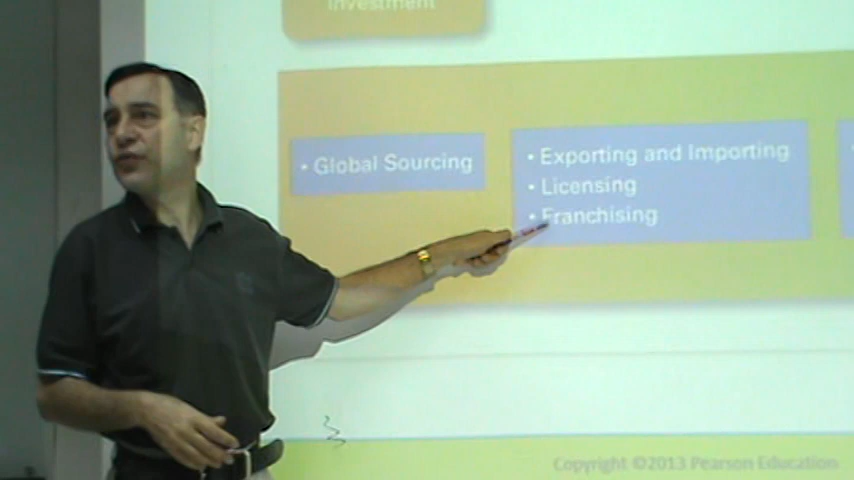 Investment
• Global Sourcing
• Exporting and Importing
• Licensing
• Franchising
Copyright ©2013 Pearson Education